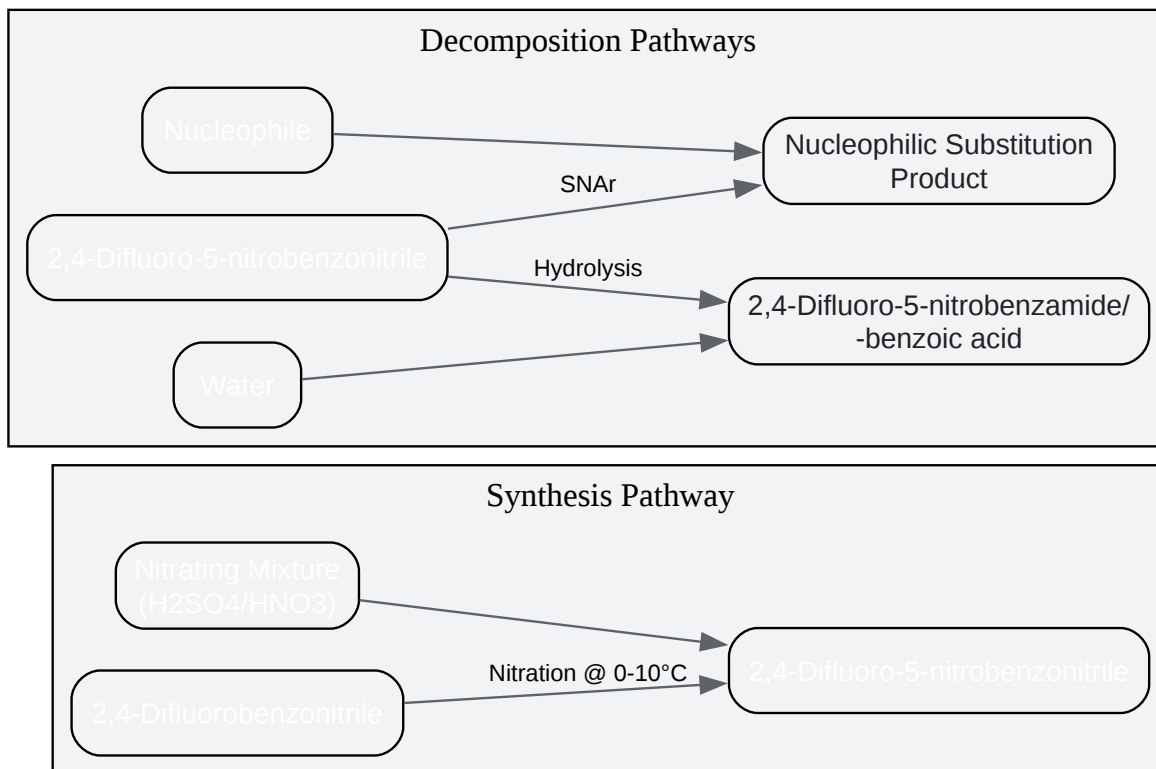 Decomposition Pathways
Nucleophile
Nucleophilic Substitution
Product
SNAr
2,4-Difluoro-5-nitrobenzonitrile
Hydrolysis
2,4-Difluoro-5-nitrobenzamide/
-benzoic acid
Water
Synthesis Pathway
Nitrating Mixture
(H2SO4/HNO3)
Nitration @ 0-10°C
2,4-Difluoro-5-nitrobenzonitrile
2,4-Difluorobenzonitrile